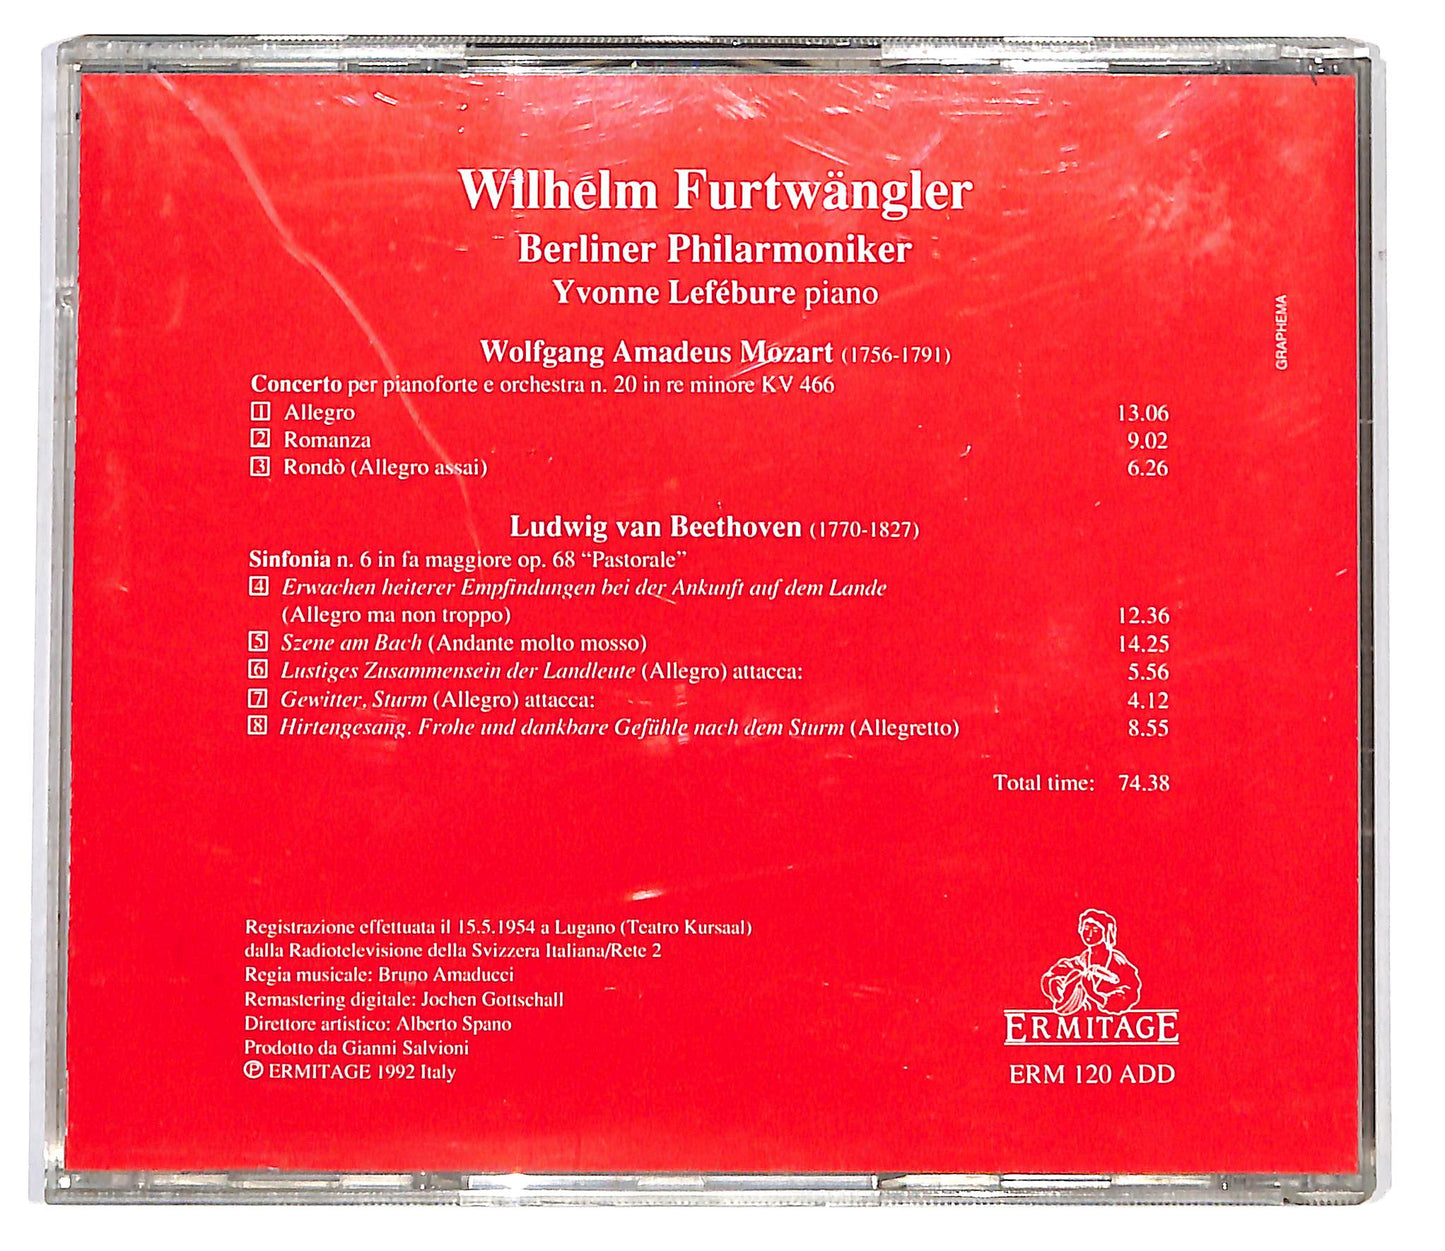 Wilhelm Furtwängler
Berliner Philarmoniker
Yvonne Lefébure piano
GRAPHEMA
Wolfgang Amadeus Mozart (1756-1791)
Concerto per pianoforte e orchestra n. 20 in re minore KV 466
1 Allegro 13.06
2 Romanza 9.02
3 Rondò (Allegro assai) 6.26
Ludwig van Beethoven (1770-1827)
Sinfonia n. 6 in fa maggiore op. 68 “Pastorale”
4 Erwachen heiterer Empfindungen bei der Ankunft auf dem Lande
(Allegro ma non troppo) 12.36
5 Szene am Bach (Andante molto mosso) 14.25
6 Lustiges Zusammensein der Landleute (Allegro) attacca: 5.56
7 Gewitter, Sturm (Allegro) attacca: 4.12
8 Hirtengesang. Frohe und dankbare Gefühle nach dem Sturm (Allegretto) 8.55
Total time: 74.38
Registrazione effettuata il 15.5.1954 a Lugano (Teatro Kursaal)
dalla Radiotelevisione della Svizzera Italiana/Rete 2
Regia musicale: Bruno Amaducci
Remastering digitale: Jochen Gottschall
Direttore artistico: Alberto Spano
Prodotto da Gianni Salvioni
℗ ERMITAGE 1992 Italy
ERMITAGE
ERM 120 ADD